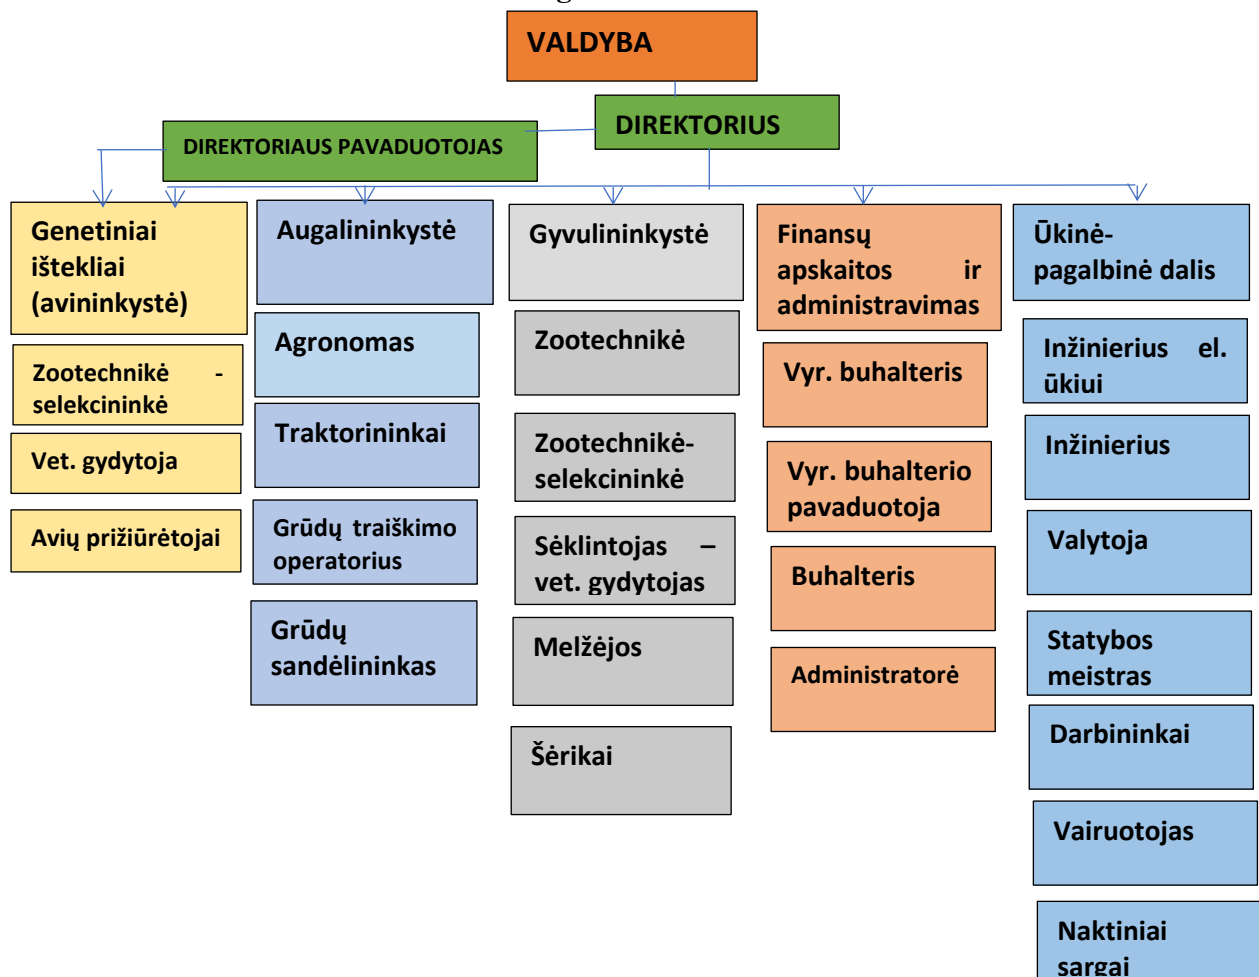 VALDYBA
DIREKTORIUS
DIREKTORIAUS PAVADUOTOJAS
Genetiniai
ištekliai
(avininkystė)
Zootechnikė -
selekcininkė
Vet. gydytoja
Avių prižiūrėtojai
Augalininkystė
Agronomas
Traktorininkai
Grūdų traiškimo
operatorius
Grūdų
sandėlininkas
Gyvulininkystė
Zootechnikė
Zootechnikė-
selekcininkė
Sėklintojas –
vet. gydytojas
Melžėjos
Šėrikai
Finansų
apskaitos ir
administravimas
Vyr. buhalteris
Vyr. buhalterio
pavaduotoja
Buhalteris
Administratorė
Ūkinė-
pagalbinė dalis
Inžinierius el.
ūkiui
Inžinierius
Valytoja
Statybos
meistras
Darbininkai
Vairuotojas
Naktiniai
sargai